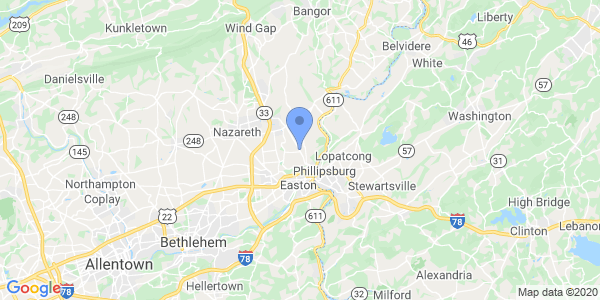 Bangor
Liberty
209
Kunkletown
Wind Gap
46
Belvidere
White
Danielsville
57
611
33
248
Washington
Nazareth
248
145
57
Lopatcong
31
Phillipsburg
Northampton
Easton
Stewartsville
Coplay
22
611
78
High Bridge
Clinton
Lebanon
Bethlehem
78
Allentown
Alexandria
Hellertown
32
Milford
Google
78
Map data ©2020